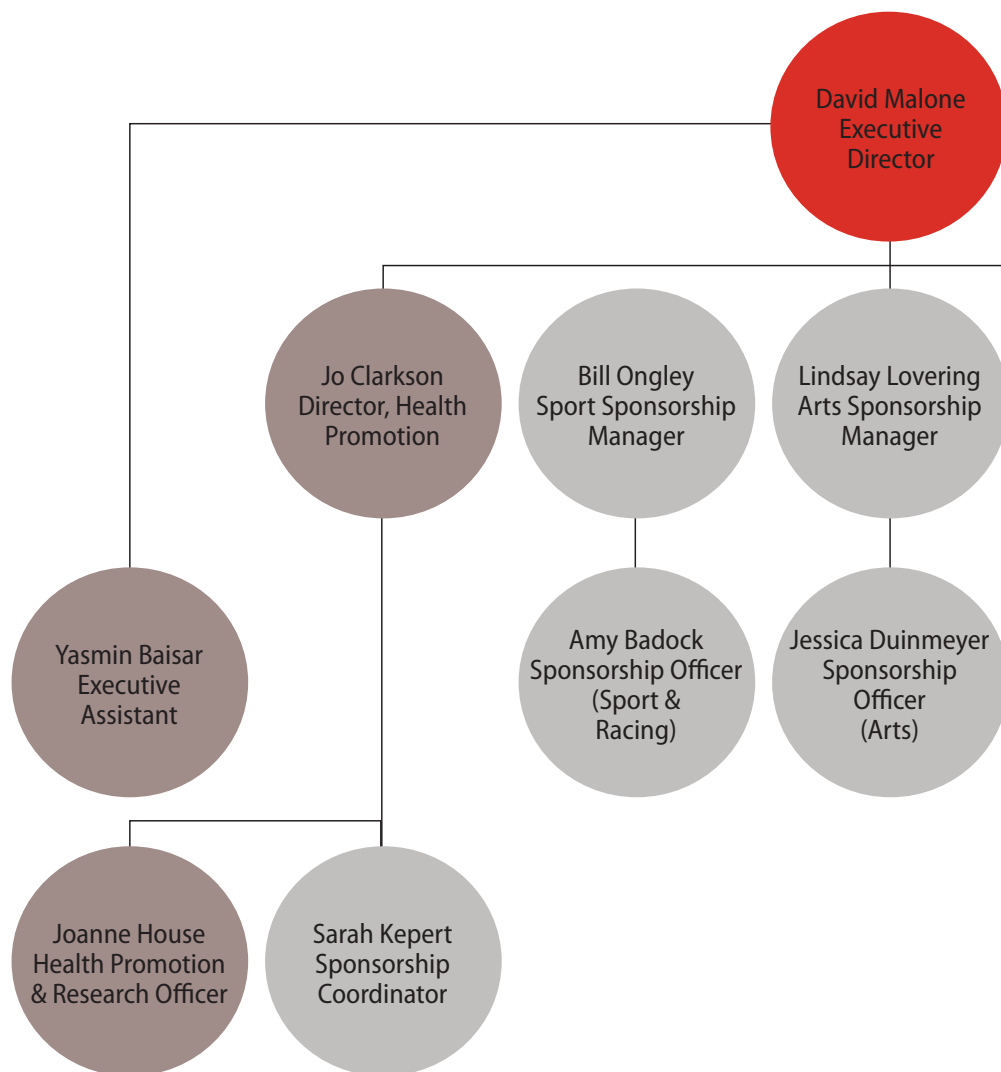 David Malone
Executive
Director
Jo Clarkson
Director, Health
Promotion
Bill Ongley
Sport Sponsorship
Manager
Lindsay Lovering
Arts Sponsorship
Manager
Yasmin Baisar
Executive
Assistant
Amy Badock
Sponsorship Officer
(Sport &
Racing)
Jessica Duinmeyer
Sponsorship
Officer
(Arts)
Joanne House
Health Promotion
& Research Officer
Sarah Kepert
Sponsorship
Coordinator